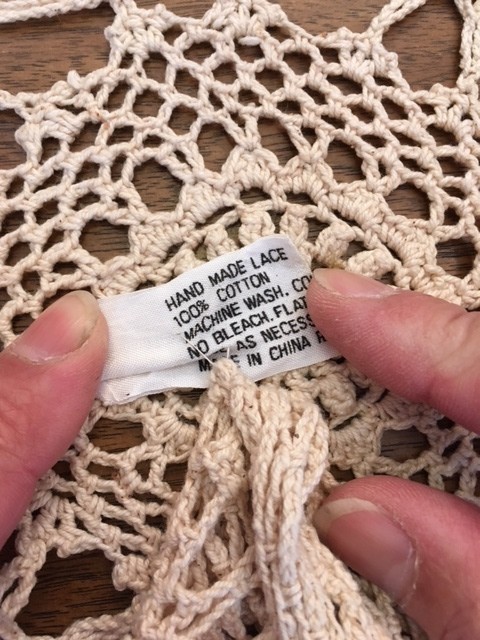 HAND MADE LACE
100% COTTON
MACHINE WASH. CO
NO BLEACH. FLAT
AS NECESS
IN CHINA